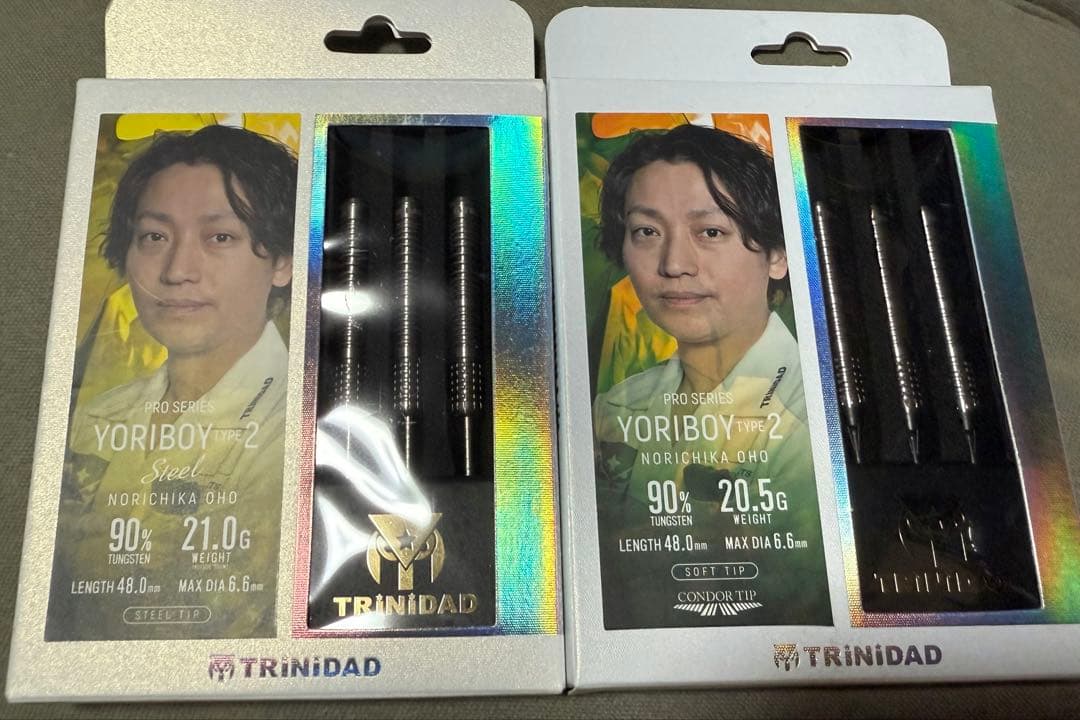 PRO SERIES
YORIBOY TYPE 2
Steel
NORICHIKA OHO
90% 21.0G
TUNGSTEN WEIGHT
LENGTH 48.0mm MAX DIA 6.6mm
STEEL TIP
TRiNiDAD
TRiNiDAD
TRiNiDAD
PRO SERIES
YORIBOY TYPE 2
NORICHIKA OHO
90% 20.5G
TUNGSTEN WEIGHT
LENGTH 48.0mm MAX DIA 6.6mm
SOFT TIP
CONDOR TIP
TRiNiDAD
TRiNiDAD
TRiNiDAD